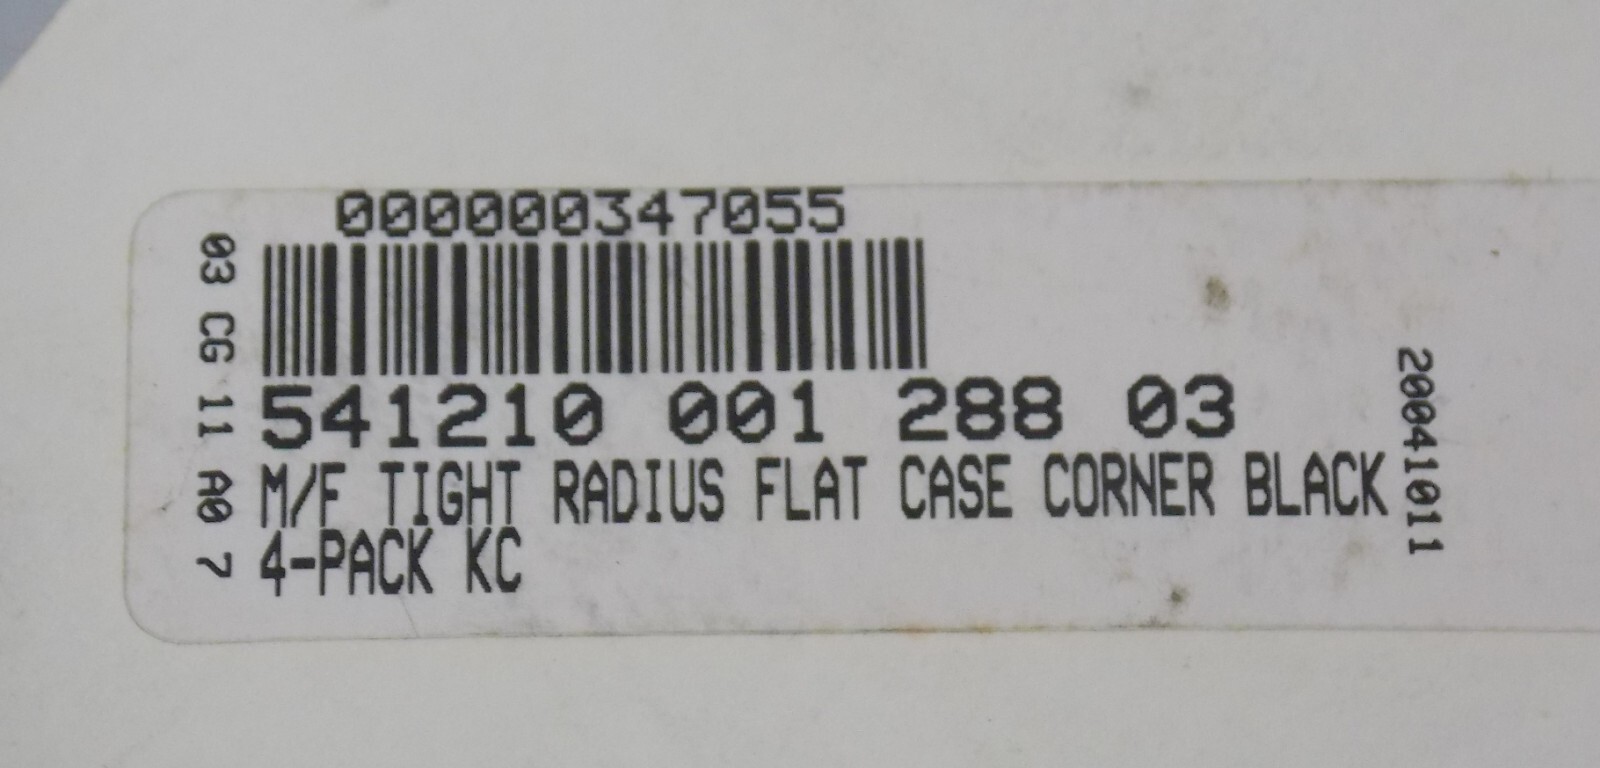 000000347055
03 CG 11 A0 7
541210 001 288 03
M/F TIGHT RADIUS FLAT CASE CORNER BLACK
4-PACK KC
20041011